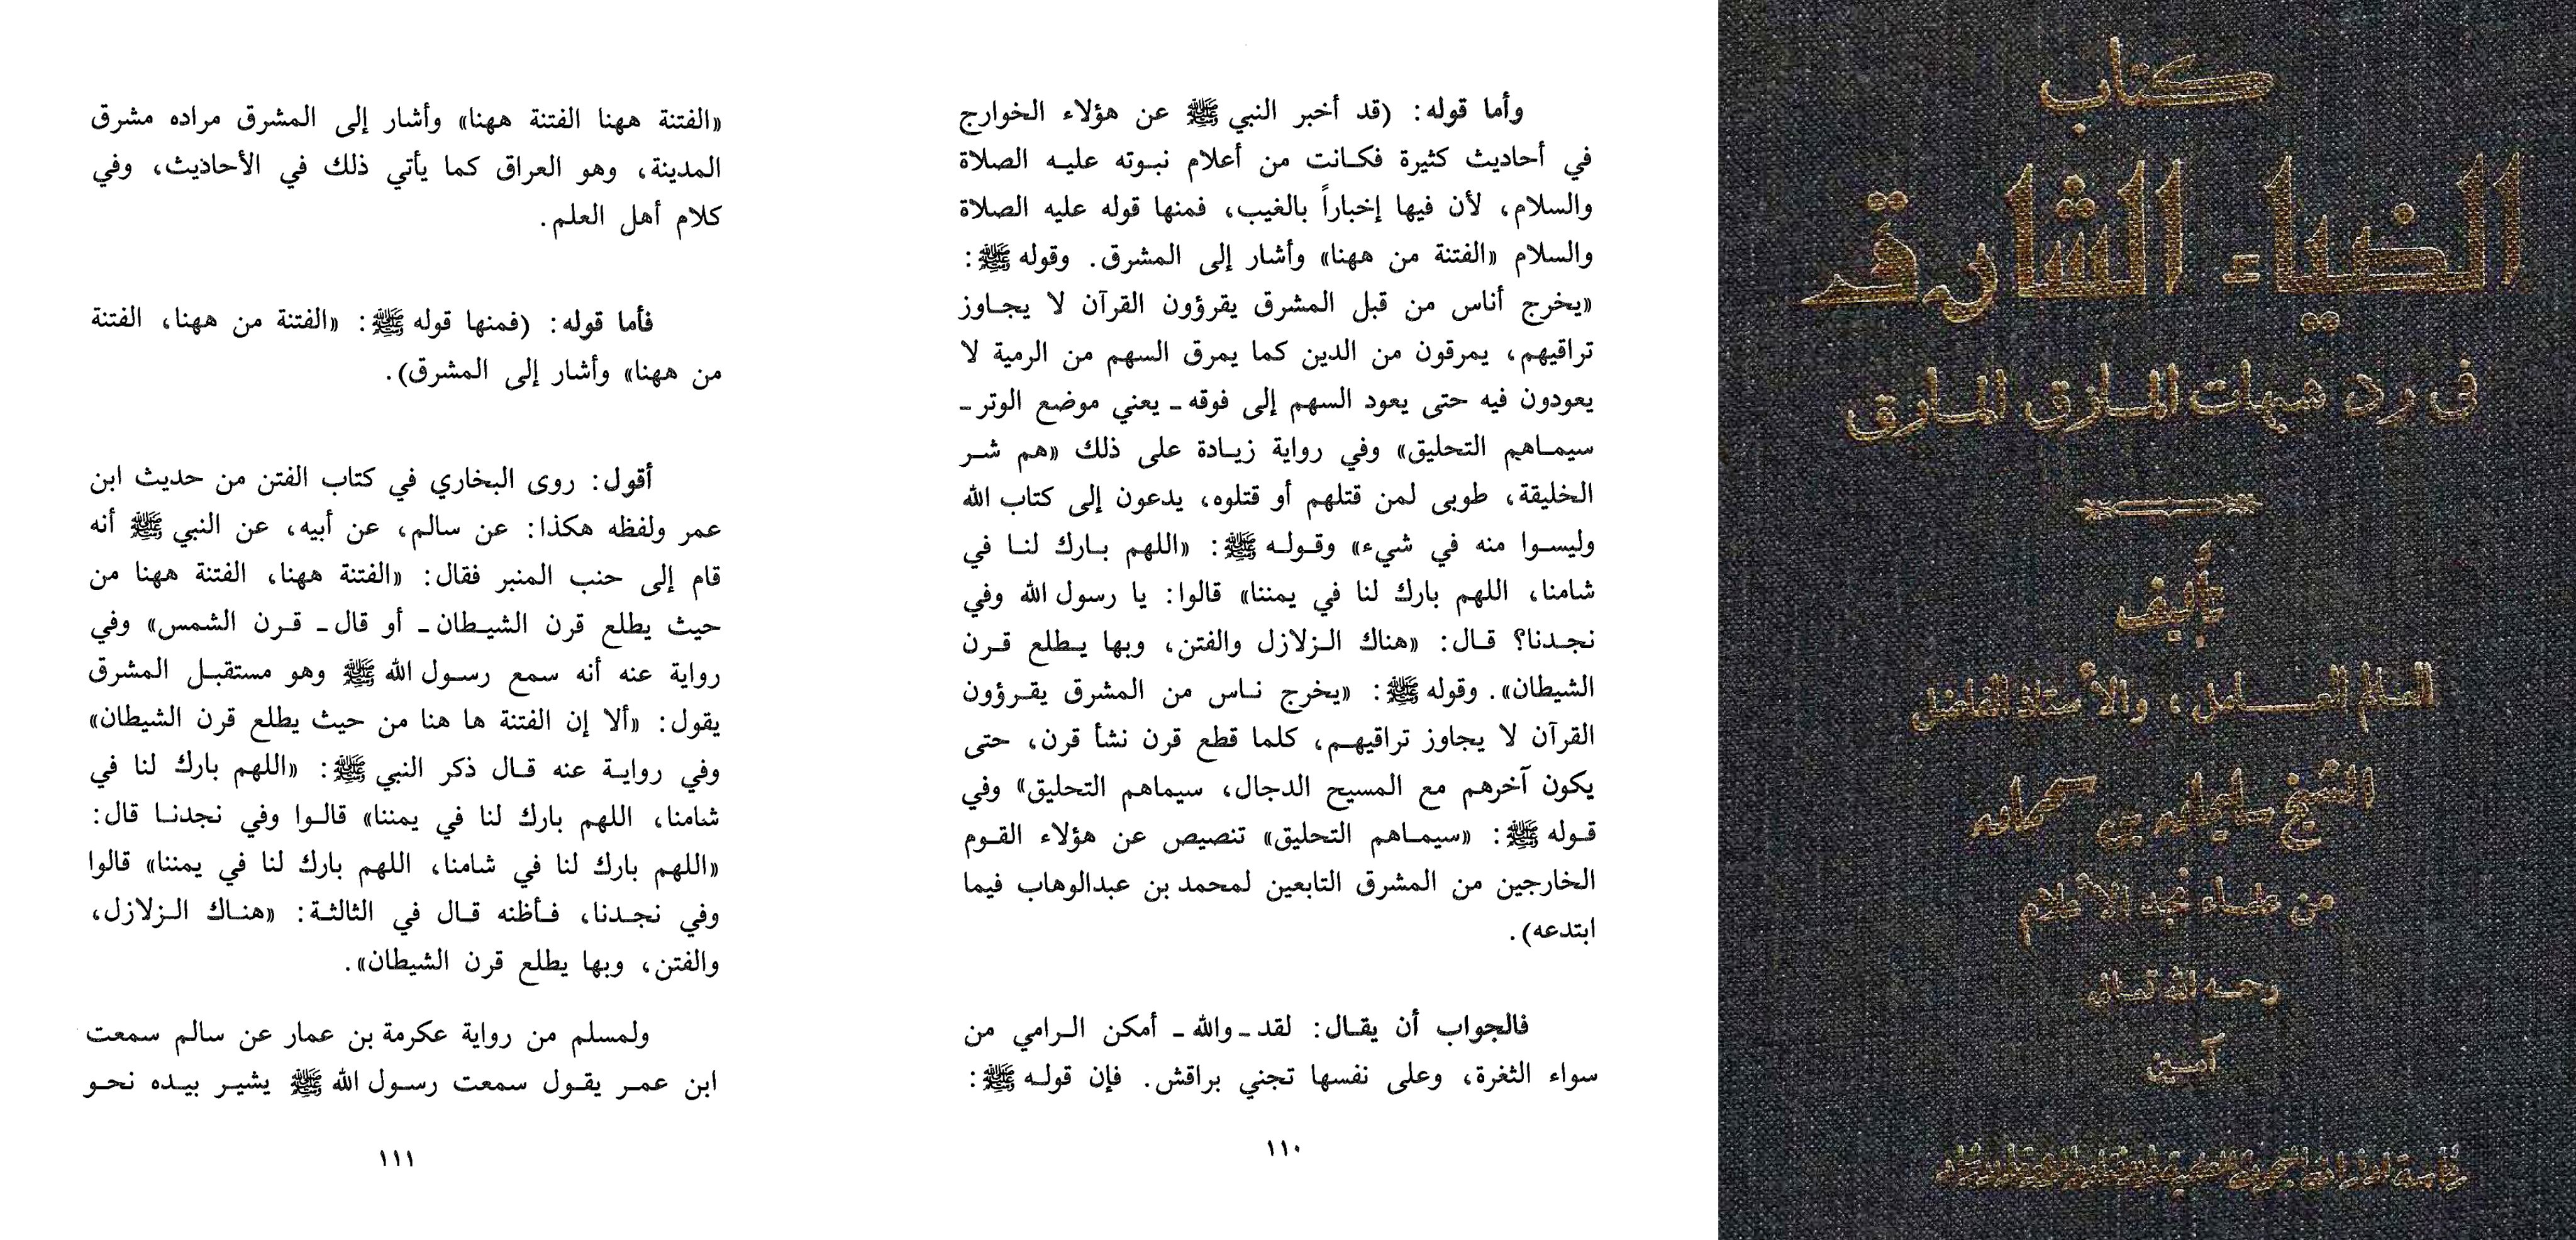 كتاب
الضياء الشارق
في رد شبهات المازق المارق
تأليف
العالم العامل، والأستاذ الفاضل
الشيخ سليمان بن سحمان
من علماء نجد الأعلام
رحمه الله تعالى
آمين
وأما قوله: (قد أخبر النبي ﷺ عن هؤلاء الخوارج
في أحاديث كثيرة فكانت من أعلام نبوته عليه الصلاة
والسلام، لأن فيها إخباراً بالغيب، فمنها قوله عليه الصلاة
والسلام «الفتنة من ههنا» وأشار إلى المشرق. وقوله ﷺ:
«يخرج أناس من قبل المشرق يقرؤون القرآن لا يجاوز
تراقيهم، يمرقون من الدين كما يمرق السهم من الرمية لا
يعودون فيه حتى يعود السهم إلى فوقه ـ يعني موضع الوتر ـ
سيماهم التحليق» وفي رواية زيادة على ذلك «هم شر
الخليقة، طوبى لمن قتلهم أو قتلوه، يدعون إلى كتاب الله
وليسوا منه في شيء» وقوله ﷺ: «اللهم بارك لنا في
شامنا، اللهم بارك لنا في يمننا» قالوا: يا رسول الله وفي
نجدنا؟ قال: «هناك الزلازل والفتن، وبها يطلع قرن
الشيطان». وقوله ﷺ: «يخرج ناس من المشرق يقرؤون
القرآن لا يجاوز تراقيهم، كلما قطع قرن نشأ قرن، حتى
يكون آخرهم مع المسيح الدجال، سيماهم التحليق» وفي
قوله ﷺ: «سيماهم التحليق» تنصيص عن هؤلاء القوم
الخارجين من المشرق التابعين لمحمد بن عبدالوهاب فيما
ابتدعه).
فالجواب أن يقال: لقد ـ والله ـ أمكن الرامي من
سواء الثغرة، وعلى نفسها تجني براقش. فإن قوله ﷺ:
١١٠
«الفتنة ههنا الفتنة ههنا» وأشار إلى المشرق مراده مشرق
المدينة، وهو العراق كما يأتي ذلك في الأحاديث، وفي
كلام أهل العلم.
فأما قوله: (فمنها قوله ﷺ: «الفتنة من ههنا، الفتنة
من ههنا» وأشار إلى المشرق).
أقول: روى البخاري في كتاب الفتن من حديث ابن
عمر ولفظه هكذا: عن سالم، عن أبيه، عن النبي ﷺ أنه
قام إلى حنب المنبر فقال: «الفتنة ههنا، الفتنة ههنا من
حيث يطلع قرن الشيطان ـ أو قال ـ قرن الشمس» وفي
رواية عنه أنه سمع رسول الله ﷺ وهو مستقبل المشرق
يقول: «ألا إن الفتنة ها هنا من حيث يطلع قرن الشيطان»
وفي رواية عنه قال ذكر النبي ﷺ: «اللهم بارك لنا في
شامنا، اللهم بارك لنا في يمننا» قالوا وفي نجدنا قال:
«اللهم بارك لنا في شامنا، اللهم بارك لنا في يمننا» قالوا
وفي نجدنا، فأظنه قال في الثالثة: «هناك الزلازل،
والفتن، وبها يطلع قرن الشيطان».
ولمسلم من رواية عكرمة بن عمار عن سالم سمعت
ابن عمر يقول سمعت رسول الله ﷺ يشير بيده نحو
١١١